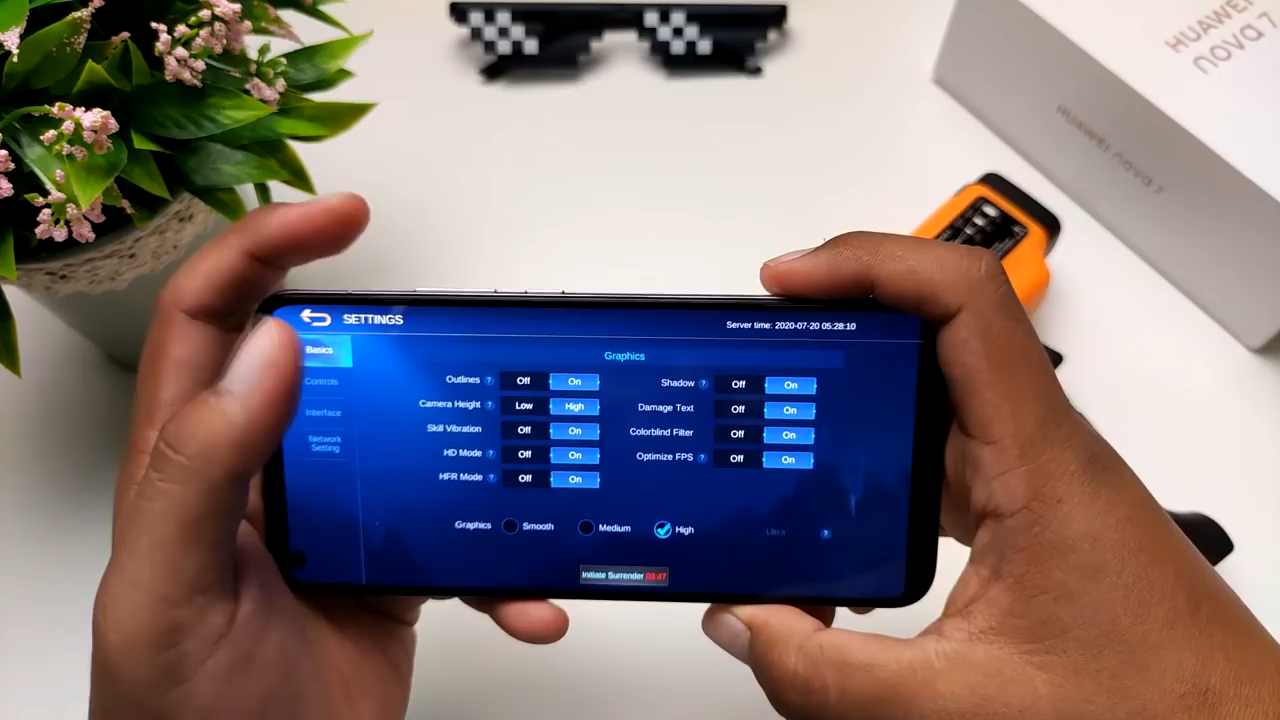 HUAWEI
nova 7
HUAWEI nova 7
SETTINGS
Server time: 2020-07-20 05:28:10
Basics
Controls
Interface
Network
Setting
Graphics
Outlines ? Off On
Shadow ? Off On
Camera Height ? Low High
Damage Text Off On
Skill Vibration Off On
Colorblind Filter Off On
HD Mode ? Off On
Optimize FPS ? Off On
HFR Mode ? Off On
Graphics Smooth Medium High Ultra ?
Initiate Surrender 03:47